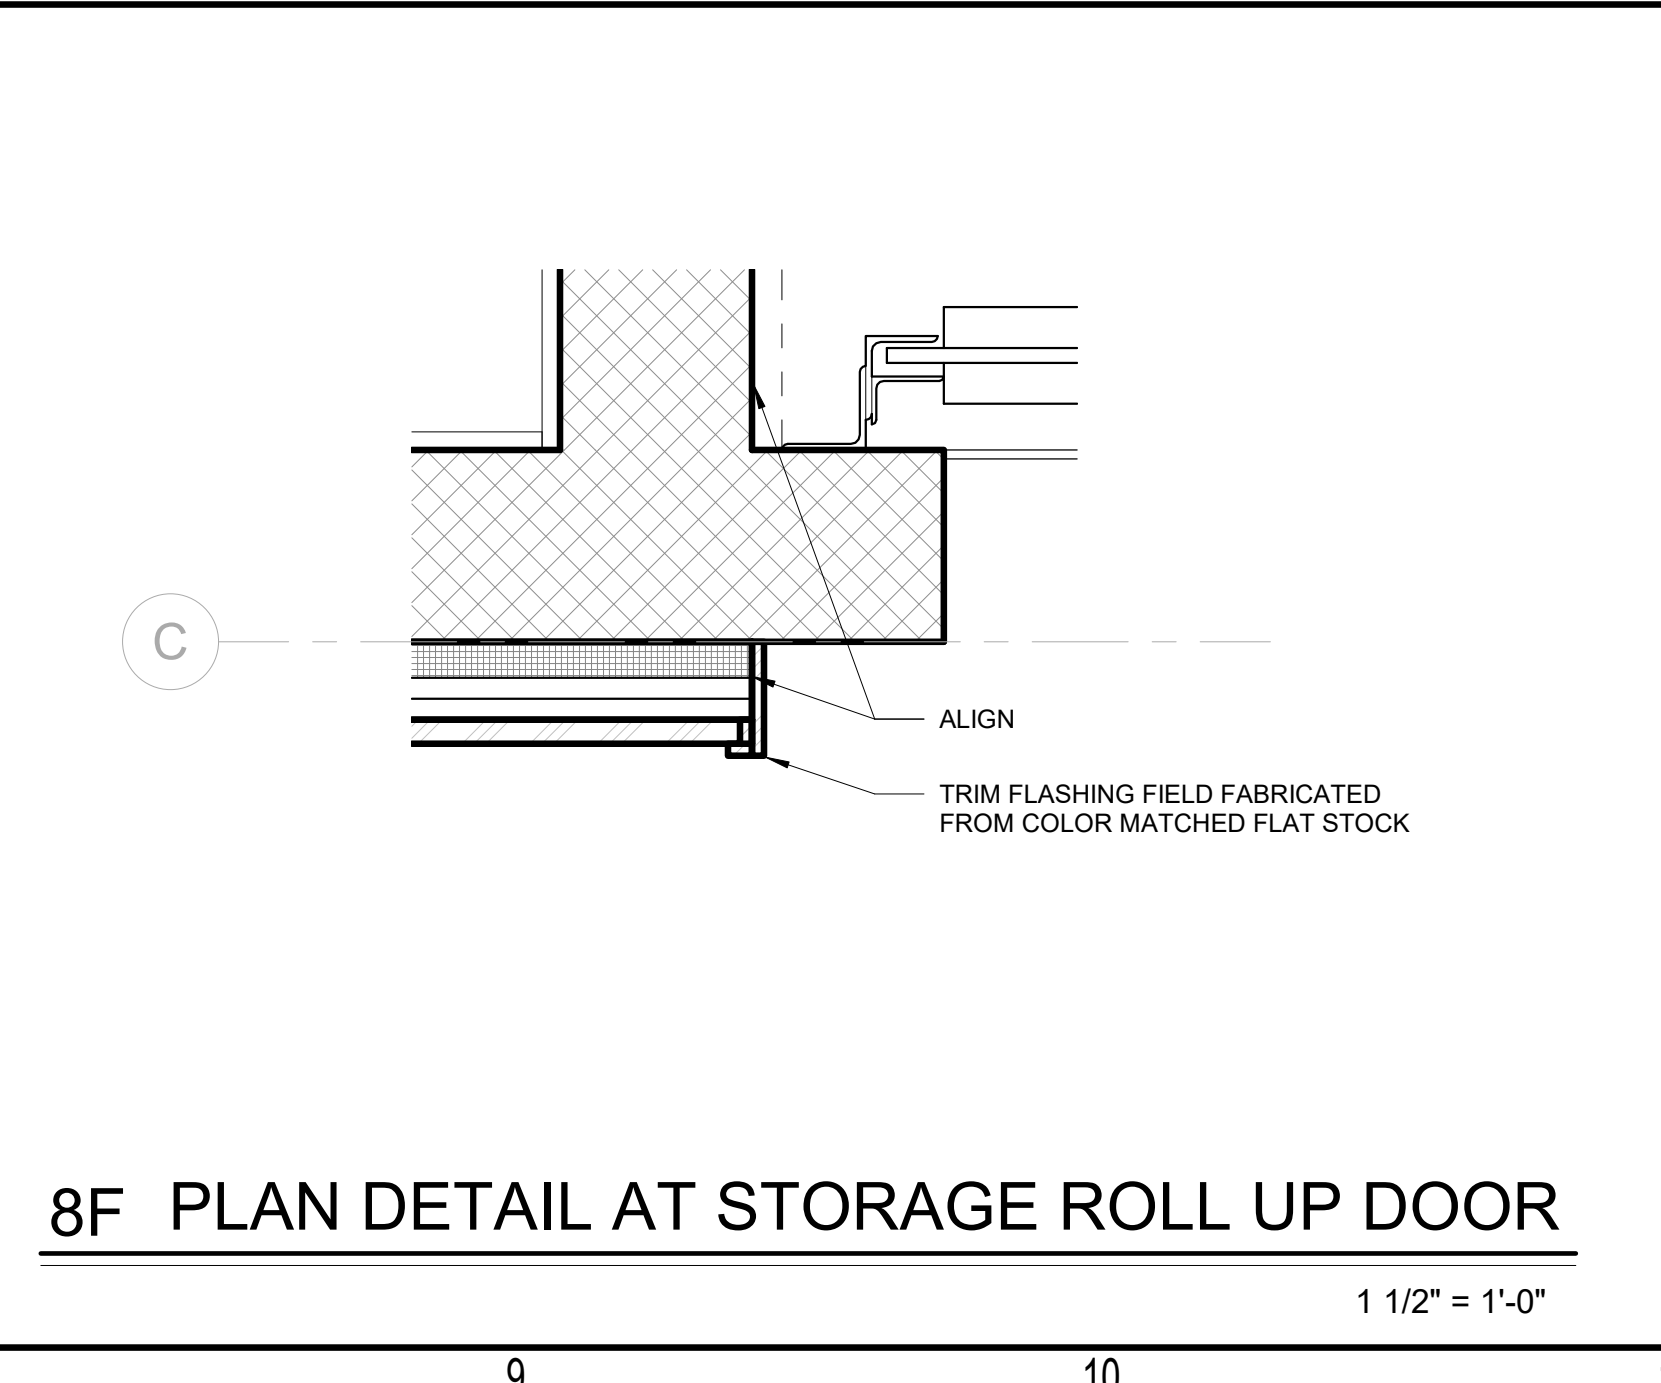 C
ALIGN
TRIM FLASHING FIELD FABRICATED
FROM COLOR MATCHED FLAT STOCK
8F PLAN DETAIL AT STORAGE ROLL UP DOOR
1 1/2" = 1'-0"
9 10